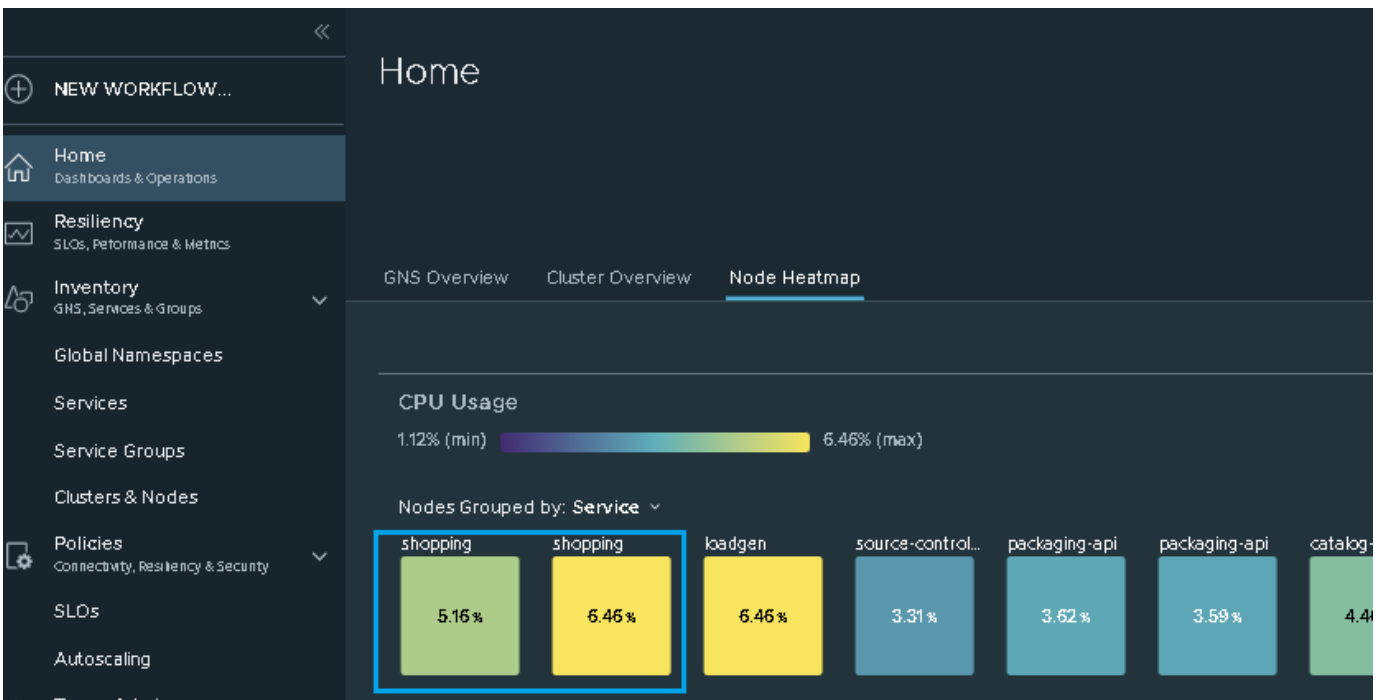 NEW WORKFLOW...
Home
Dashboards & Operations
Resiliency
SLOs, Peformance & Metrics
Inventory
GNS, Services & Groups
Global Namespaces
Services
Service Groups
Clusters & Nodes
Policies
Connectivity, Resiliency & Security
SLOs
Autoscaling
Home
GNS Overview Cluster Overview Node Heatmap
CPU Usage
1.12% (min) 6.46% (max)
Nodes Grouped by: Service
shopping shopping loadgen source-control... packaging-api packaging-api catalog-
5.16 % 6.46 % 6.46 % 3.31 % 3.62 % 3.59 %